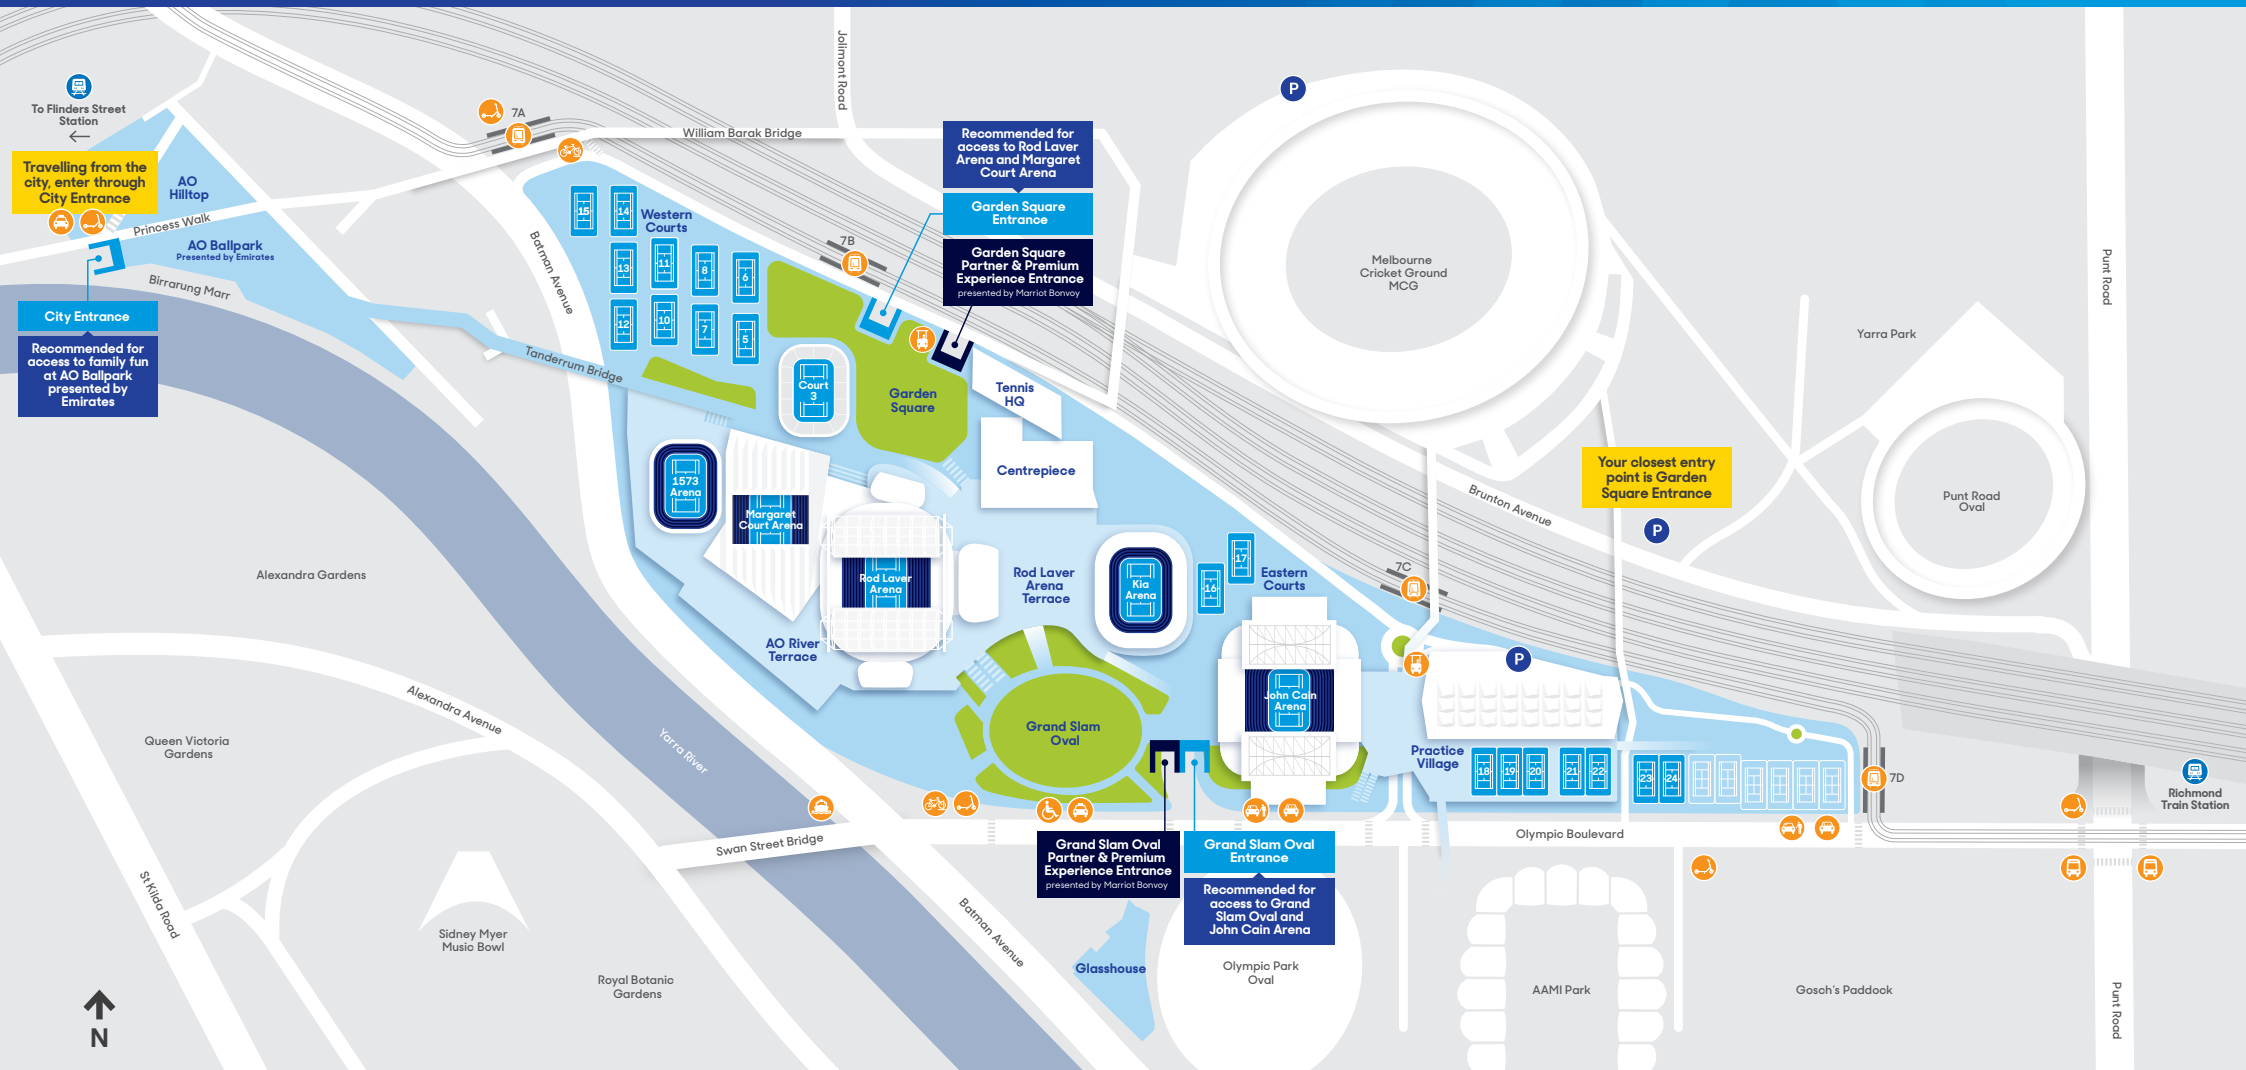 Jolimont Road
Punt Road
To Flinders Street
Station
7A
William Barak Bridge
P
Recommended for
access to Rod Laver
Arena and Margaret
Court Arena
Garden Square
Entrance
Garden Square
Partner & Premium
Experience Entrance
presented by Marriot Bonvoy
Travelling from the
city, enter through
City Entrance
AO
Hilltop
Princess Walk
AO Ballpark
Presented by Emirates
Birrarung Marr
City Entrance
Recommended for
access to family fun
at AO Ballpark
presented by
Emirates
Batman Avenue
Tanderrum Bridge
15
14
Western
Courts
13
11
8
6
12
10
7
5
7B
Court
3
Garden
Square
Tennis
HQ
Centrepiece
Melbourne
Cricket Ground
MCG
Yarra Park
Your closest entry
point is Garden
Square Entrance
P
Brunton Avenue
Punt Road
Oval
1573
Arena
Margaret
Court Arena
Rod Laver
Arena
Rod Laver
Arena
Terrace
Kia
Arena
16
17
Eastern
Courts
7C
P
AO River
Terrace
Grand Slam
Oval
John Cain
Arena
Practice
Village
18
19
20
21
22
23
24
7D
Richmond
Train Station
Alexandra Gardens
Alexandra Avenue
Queen Victoria
Gardens
Yarra River
Swan Street Bridge
Olympic Boulevard
Grand Slam Oval
Partner & Premium
Experience Entrance
presented by Marriot Bonvoy
Grand Slam Oval
Entrance
Recommended for
access to Grand
Slam Oval and
John Cain Arena
St Kilda Road
Sidney Myer
Music Bowl
Royal Botanic
Gardens
Batman Avenue
Glasshouse
Olympic Park
Oval
AAMI Park
Gosch's Paddock
Punt Road
N